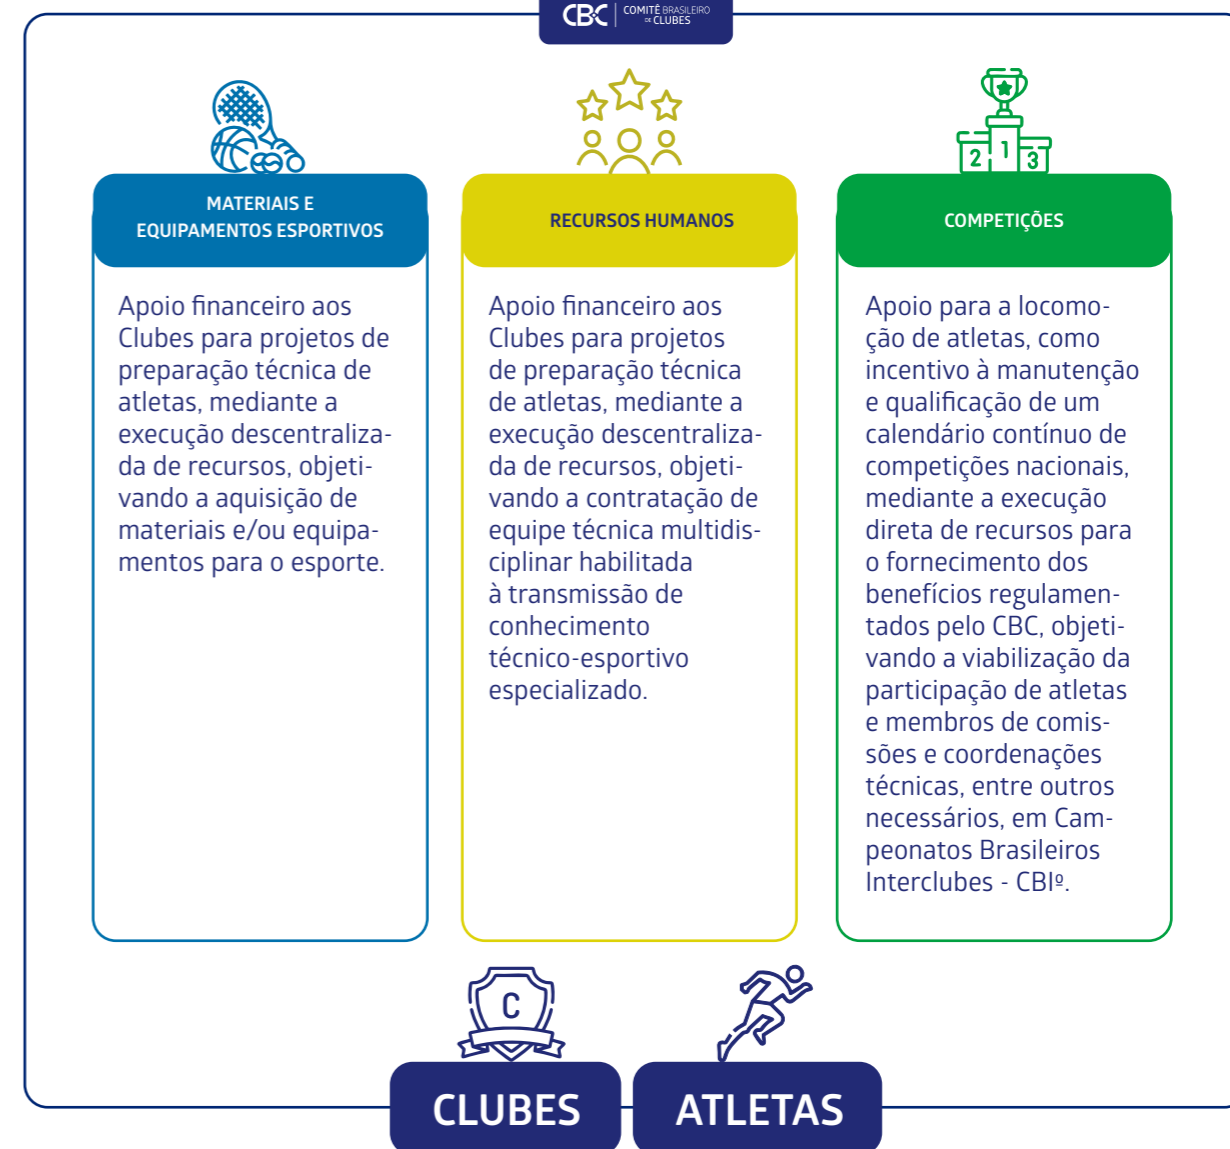 CBC COMITÊ BRASILEIRO
DE CLUBES
2 1 3
MATERIAIS E
EQUIPAMENTOS ESPORTIVOS
Apoio financeiro aos
Clubes para projetos de
preparação técnica de
atletas, mediante a
execução descentraliza-
da de recursos, objeti-
vando a aquisição de
materiais e/ou equipa-
mentos para o esporte.
RECURSOS HUMANOS
Apoio financeiro aos
Clubes para projetos
de preparação técnica
de atletas, mediante a
execução descentraliza-
da de recursos, objeti-
vando a contratação de
equipe técnica multidis-
ciplinar habilitada
à transmissão de
conhecimento
técnico-esportivo
especializado.
COMPETIÇÕES
Apoio para a locomo-
ção de atletas, como
incentivo à manutenção
e qualificação de um
calendário contínuo de
competições nacionais,
mediante a execução
direta de recursos para
o fornecimento dos
benefícios regulamen-
tados pelo CBC, objeti-
vando a viabilização da
participação de atletas
e membros de comis-
sões e coordenações
técnicas, entre outros
necessários, em Cam-
peonatos Brasileiros
Interclubes - CBIº.
C
CLUBES
ATLETAS